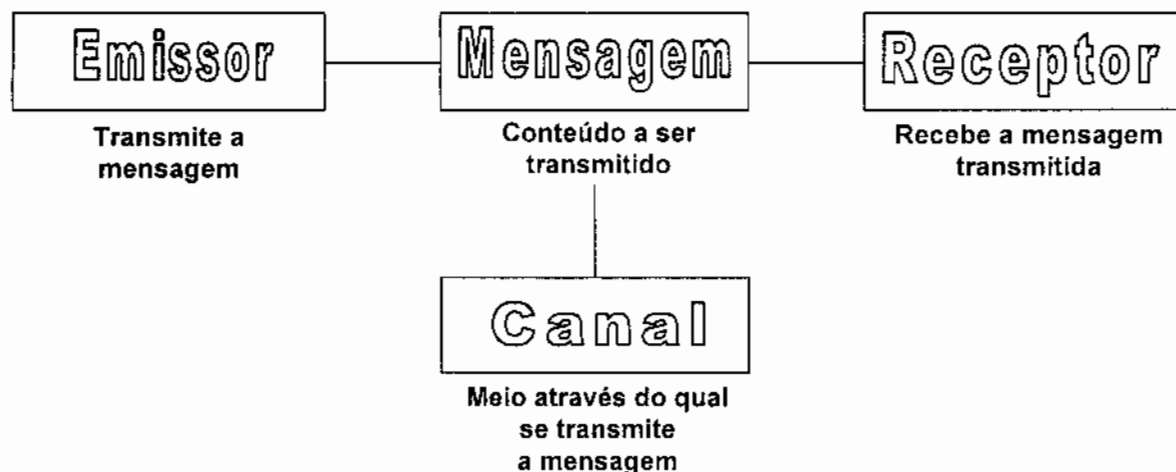 Emissor
Transmite a
mensagem
Mensagem
Conteúdo a ser
transmitido
Receptor
Recebe a mensagem
transmitida
Canal
Meio através do qual
se transmite
a mensagem